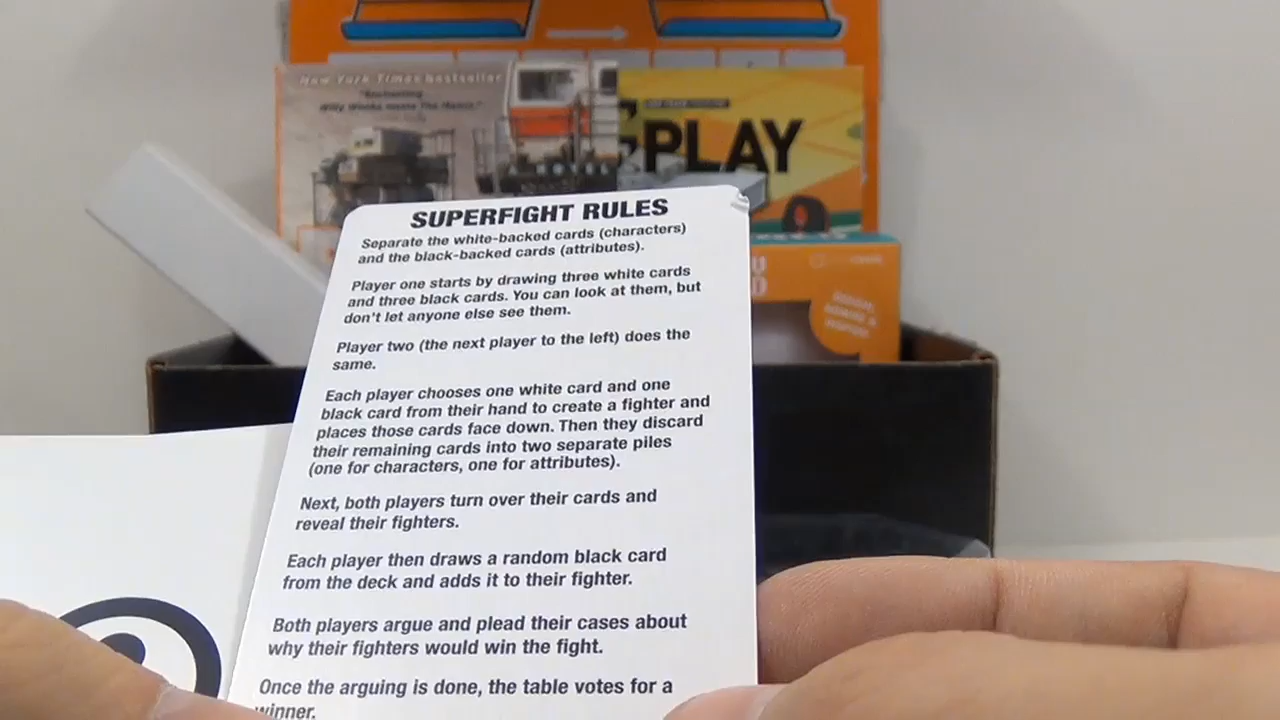 New York Times bestseller
PLAY
SUPERFIGHT RULES
Separate the white-backed cards (characters)
and the black-backed cards (attributes).
Player one starts by drawing three white cards
and three black cards. You can look at them, but
don't let anyone else see them.
Player two (the next player to the left) does the
same.
Each player chooses one white card and one
black card from their hand to create a fighter and
places those cards face down. Then they discard
their remaining cards into two separate piles
(one for characters, one for attributes).
Next, both players turn over their cards and
reveal their fighters.
Each player then draws a random black card
from the deck and adds it to their fighter.
Both players argue and plead their cases about
why their fighters would win the fight.
Once the arguing is done, the table votes for a
winner.